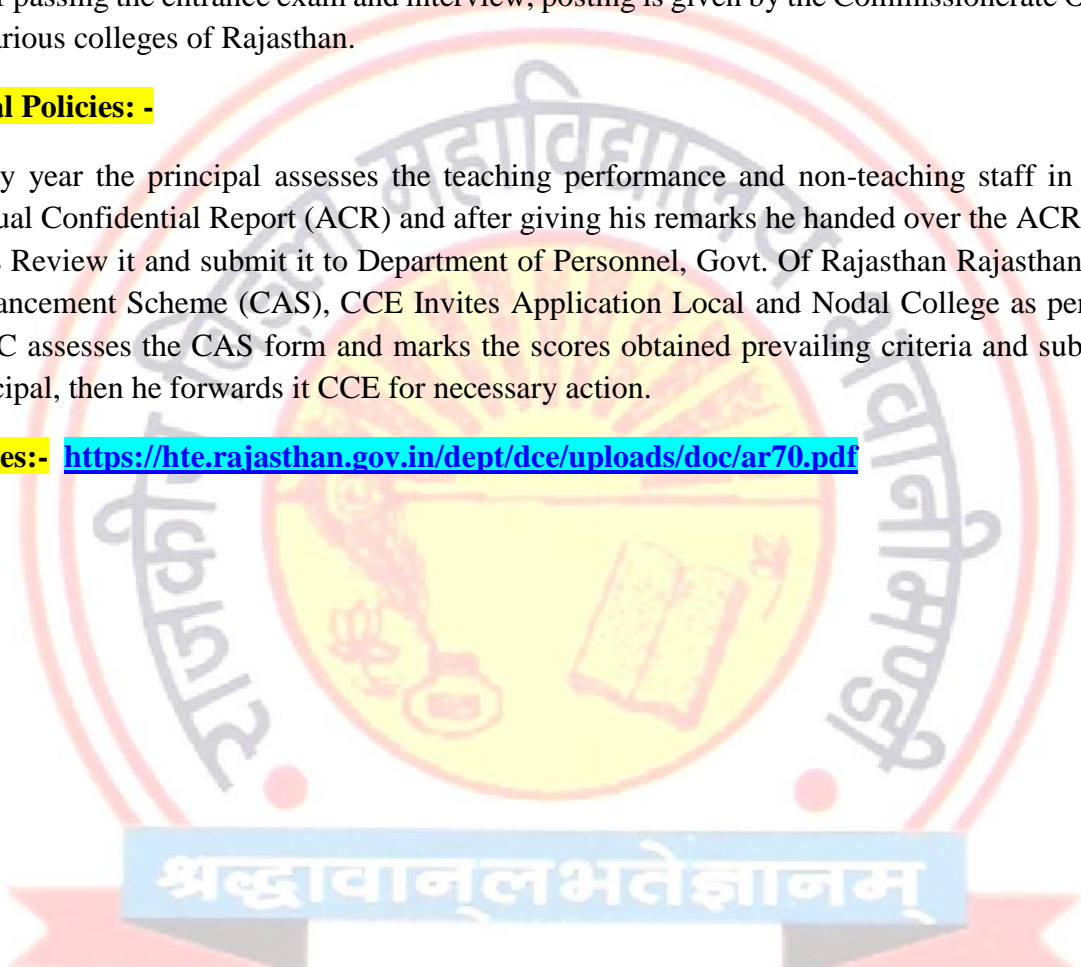 passing the entrance exam and interview, posting is given by the Commissionerate
arious colleges of Rajasthan.
al Policies: -
y year the principal assesses the teaching performance and non-teaching staff in
ual Confidential Report (ACR) and after giving his remarks he handed over the ACR
s Review it and submit it to Department of Personnel, Govt. Of Rajasthan Rajasthan
ancement Scheme (CAS), CCE Invites Application Local and Nodal College as per
C assesses the CAS form and marks the scores obtained prevailing criteria and sub
cipal, then he forwards it CCE for necessary action.
es:- https://hte.rajasthan.gov.in/dept/dce/uploads/doc/ar70.pdf
राजकीय बिड़ला महाविद्यालय भवानीमण्डी
श्रद्धावान्लभतेज्ञानम्